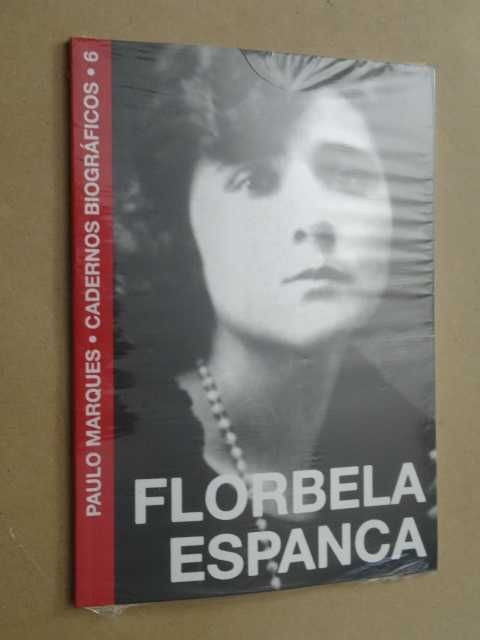 PAULO MARQUES • CADERNOS BIOGRÁFICOS • 6
FLORBELA
ESPANCA